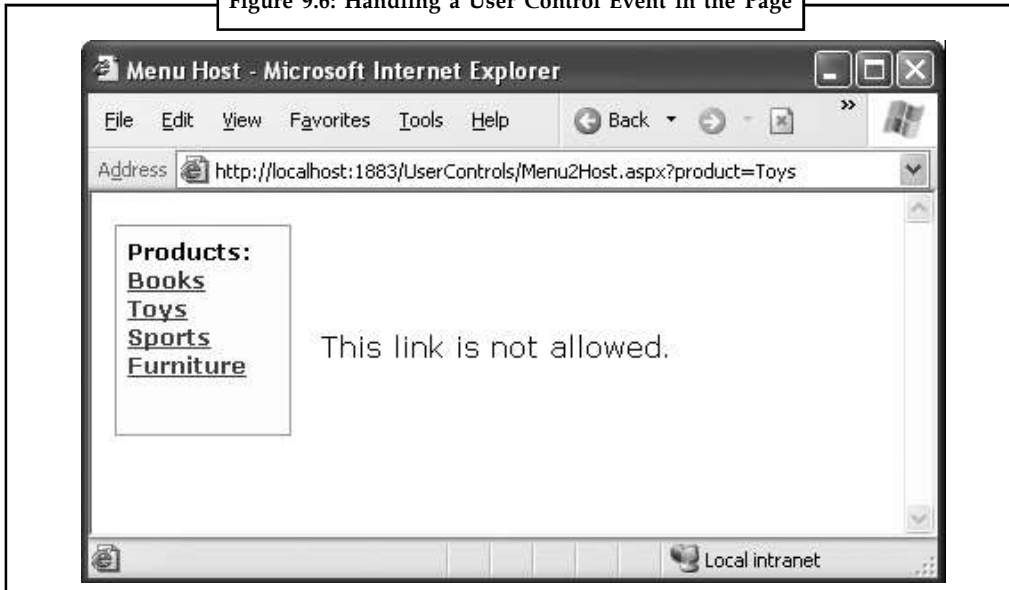 Figure 9.6: Handling a User Control Event in the Page
Menu Host - Microsoft Internet Explorer
File Edit View Favorites Tools Help Back »
Address http://localhost:1883/UserControls/Menu2Host.aspx?product=Toys
Products:
Books
Toys
Sports
Furniture
This link is not allowed.
Local intranet